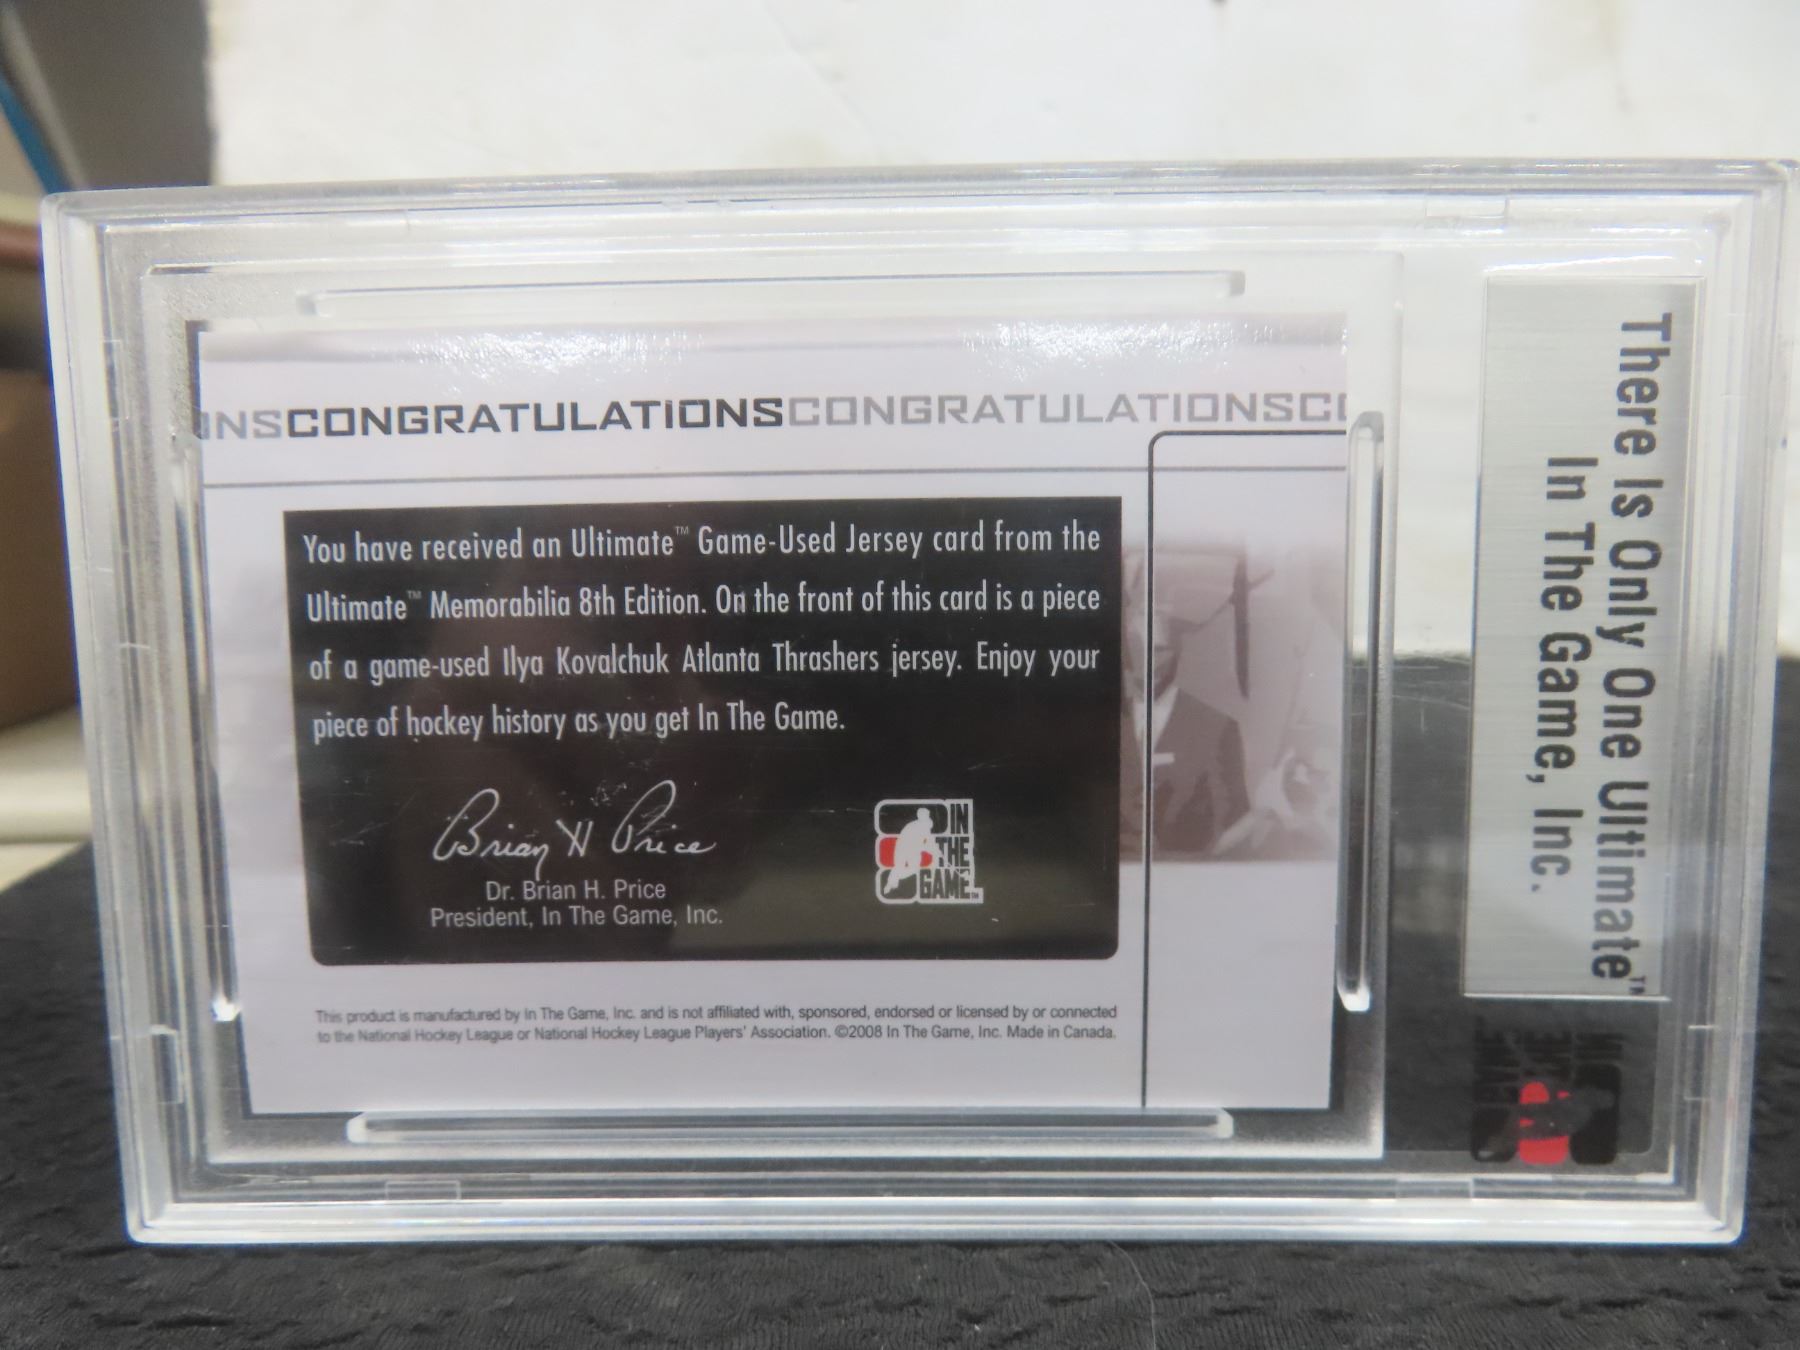 INSCONGRATULATIONSCONGRATULATIONSCO
You have received an Ultimate™ Game-Used Jersey card from the
Ultimate™ Memorabilia 8th Edition. On the front of this card is a piece
of a game-used Ilya Kovalchuk Atlanta Thrashers jersey. Enjoy your
piece of hockey history as you get In The Game.
Brian H Price
Dr. Brian H. Price
President, In The Game, Inc.
IN
THE
GAME™
This product is manufactured by In The Game, Inc. and is not affiliated with, sponsored, endorsed or licensed by or connected
to the National Hockey League or National Hockey League Players' Association. ©2008 In The Game, Inc. Made in Canada.
There Is Only One Ultimate™
In The Game, Inc.
IN
THE
GAME